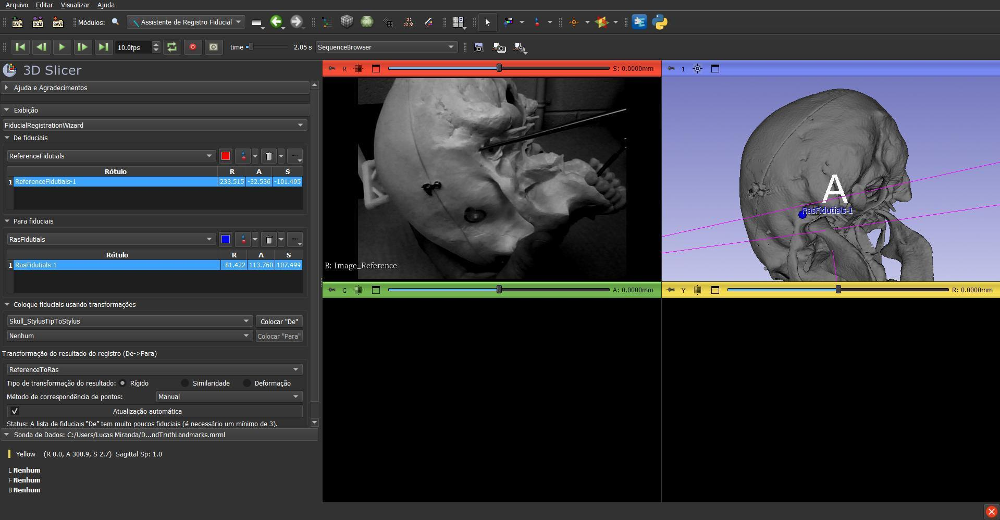 Arquivo Editar Visualizar Ajuda
DATA DCM SAVE Módulos: Assistente de Registro Fiducial
10.0fps time 2.05 s SequenceBrowser
3D Slicer
Ajuda e Agradecimentos
Exibição
FiducialRegistrationWizard
De fiduciais
ReferenceFidutials
Rótulo R A S
1 ReferenceFidutials-1 233.515 -32.536 -101.495
Para fiduciais
RasFidutials
Rótulo R A S
1 RasFidutials-1 -81.422 113.760 107.499
Coloque fiduciais usando transformações
Skull_StylusTipToStylus Colocar "De"
Nenhum Colocar "Para"
Transformação do resultado do registro (De->Para)
ReferenceToRas
Tipo de transformação do resultado: Rígido Similaridade Deformação
Método de correspondência de pontos: Manual
Atualização automática
Status: A lista de fiduciais “De” tem muito poucos fiduciais (é necessário um mínimo de 3).
Sonda de Dados: C:/Users/Lucas Miranda/D...ndTruthLandmarks.mrml
Yellow (R 0.0, A 300.9, S 2.7) Sagittal Sp: 1.0
L Nenhum
F Nenhum
B Nenhum
R S: 0.0000mm
B: Image_Reference
1
A
RasFidutials-1
G A: 0.0000mm
Y R: 0.0000mm